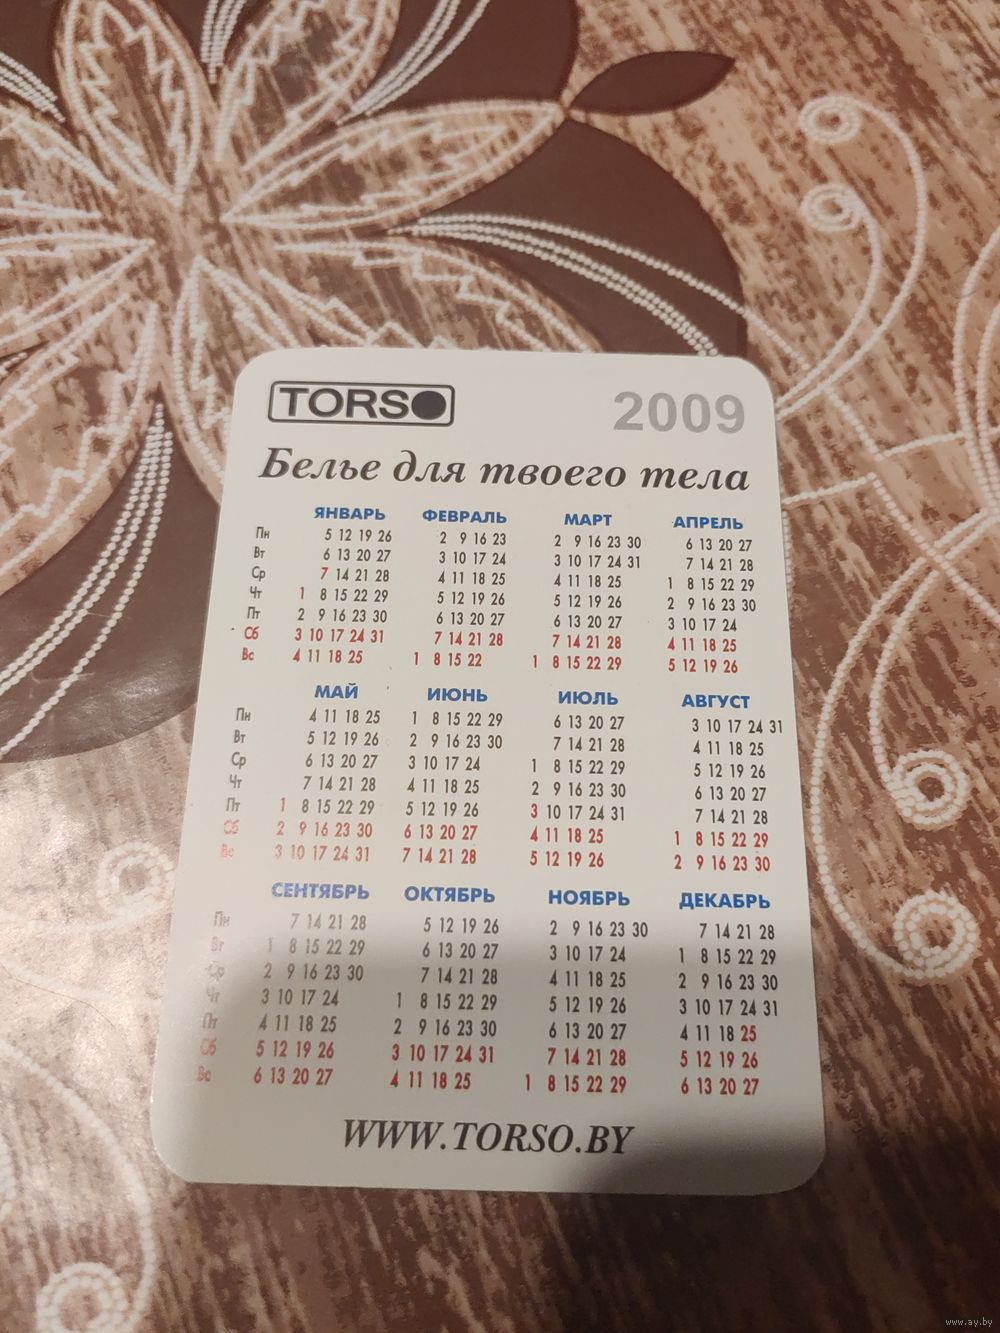 TORSO 2009
Белье для твоего тела
ЯНВАРЬ ФЕВРАЛЬ МАРТ АПРЕЛЬ
Пн 5 12 19 26 2 9 16 23 2 9 16 23 30 6 13 20 27
Вт 6 13 20 27 3 10 17 24 3 10 17 24 31 7 14 21 28
Ср 7 14 21 28 4 11 18 25 4 11 18 25 1 8 15 22 29
Чт 1 8 15 22 29 5 12 19 26 5 12 19 26 2 9 16 23 30
Пт 2 9 16 23 30 6 13 20 27 6 13 20 27 3 10 17 24
Сб 3 10 17 24 31 7 14 21 28 7 14 21 28 4 11 18 25
Вс 4 11 18 25 1 8 15 22 1 8 15 22 29 5 12 19 26
МАЙ ИЮНЬ ИЮЛЬ АВГУСТ
Пн 4 11 18 25 1 8 15 22 29 6 13 20 27 3 10 17 24 31
Вт 5 12 19 26 2 9 16 23 30 7 14 21 28 4 11 18 25
Ср 6 13 20 27 3 10 17 24 1 8 15 22 29 5 12 19 26
Чт 7 14 21 28 4 11 18 25 2 9 16 23 30 6 13 20 27
Пт 1 8 15 22 29 5 12 19 26 3 10 17 24 31 7 14 21 28
Сб 2 9 16 23 30 6 13 20 27 4 11 18 25 1 8 15 22 29
Вс 3 10 17 24 31 7 14 21 28 5 12 19 26 2 9 16 23 30
СЕНТЯБРЬ ОКТЯБРЬ НОЯБРЬ ДЕКАБРЬ
Пн 7 14 21 28 5 12 19 26 2 9 16 23 30 7 14 21 28
Вт 1 8 15 22 29 6 13 20 27 3 10 17 24 1 8 15 22 29
Ср 2 9 16 23 30 7 14 21 28 4 11 18 25 2 9 16 23 30
Чт 3 10 17 24 1 8 15 22 29 5 12 19 26 3 10 17 24 31
Пт 4 11 18 25 2 9 16 23 30 6 13 20 27 4 11 18 25
Сб 5 12 19 26 3 10 17 24 31 7 14 21 28 5 12 19 26
Вс 6 13 20 27 4 11 18 25 1 8 15 22 29 6 13 20 27
WWW.TORSO.BY
www.ay.by